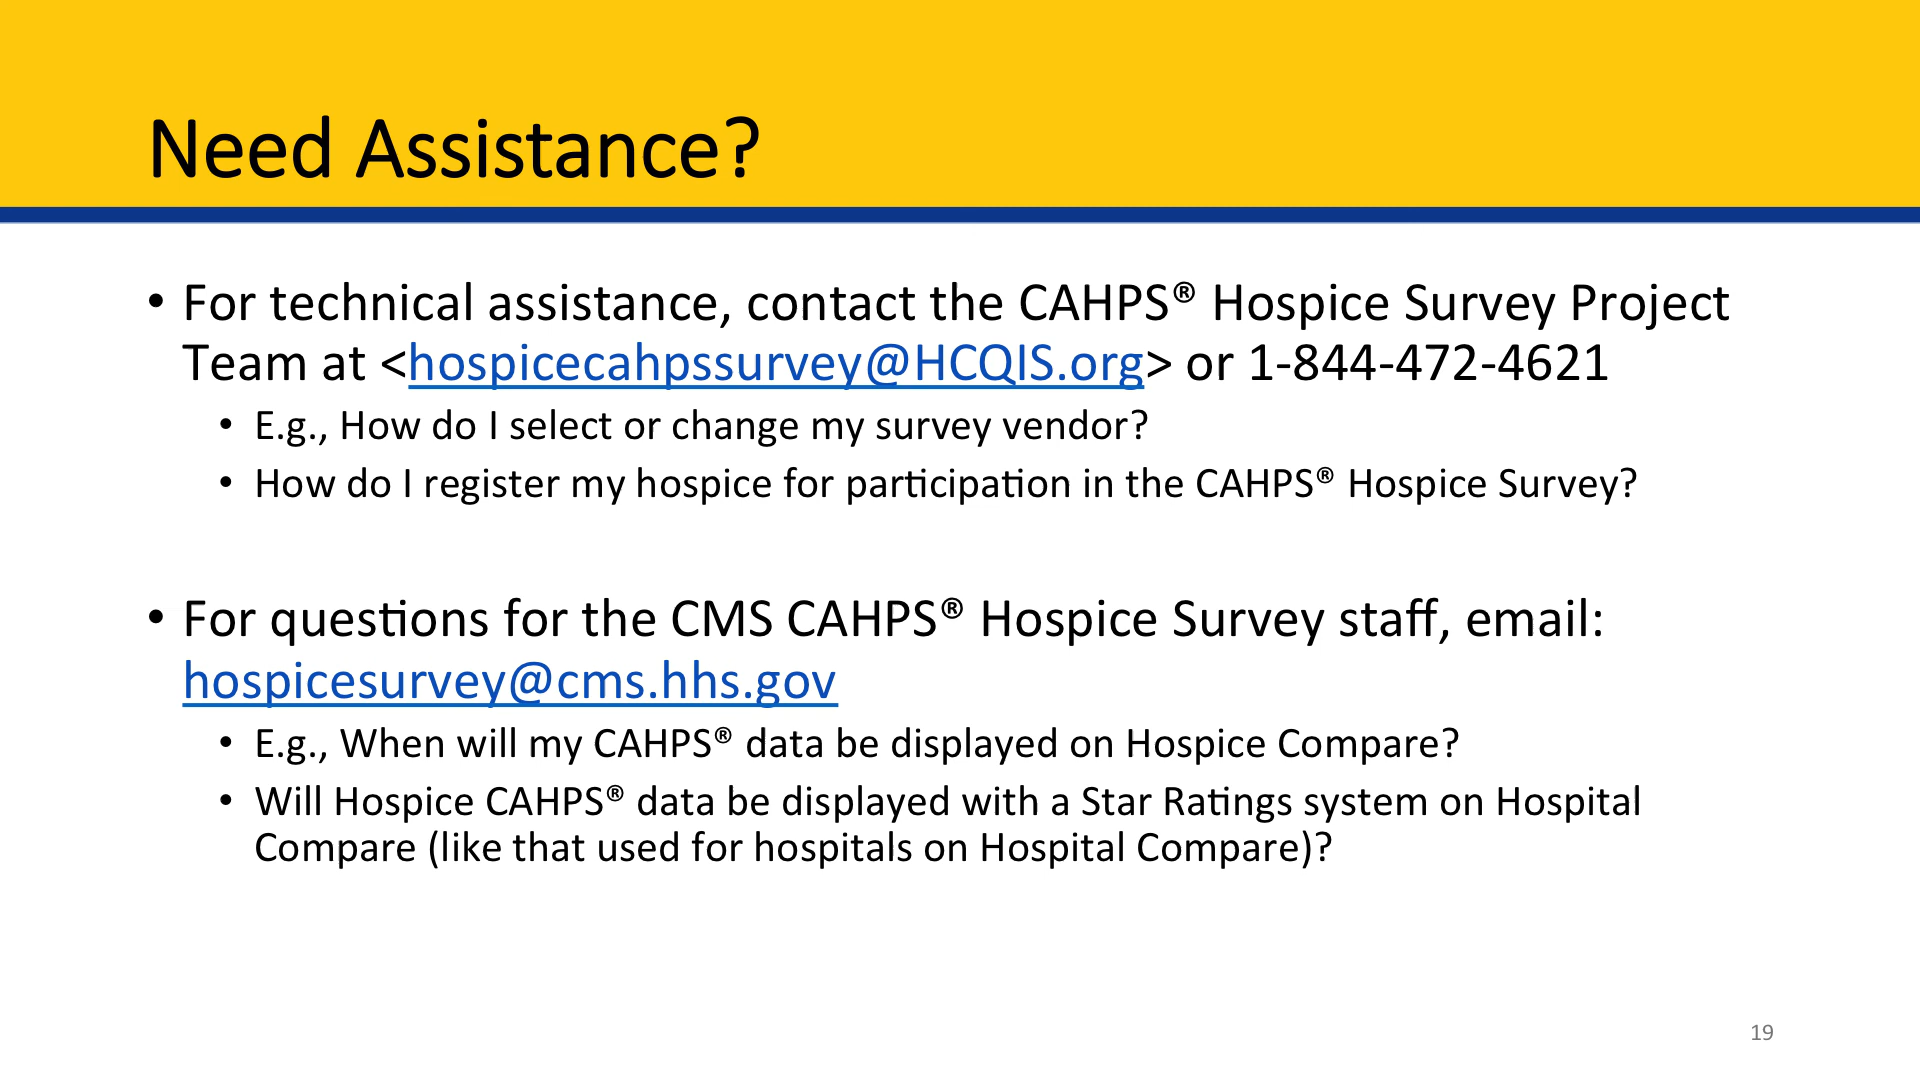 Need Assistance?
• For technical assistance, contact the CAHPS® Hospice Survey Project
Team at <hospicecahpssurvey@HCQIS.org> or 1-844-472-4621
• E.g., How do I select or change my survey vendor?
• How do I register my hospice for participation in the CAHPS® Hospice Survey?
• For questions for the CMS CAHPS® Hospice Survey staff, email:
hospicesurvey@cms.hhs.gov
• E.g., When will my CAHPS® data be displayed on Hospice Compare?
• Will Hospice CAHPS® data be displayed with a Star Ratings system on Hospital
Compare (like that used for hospitals on Hospital Compare)?
19